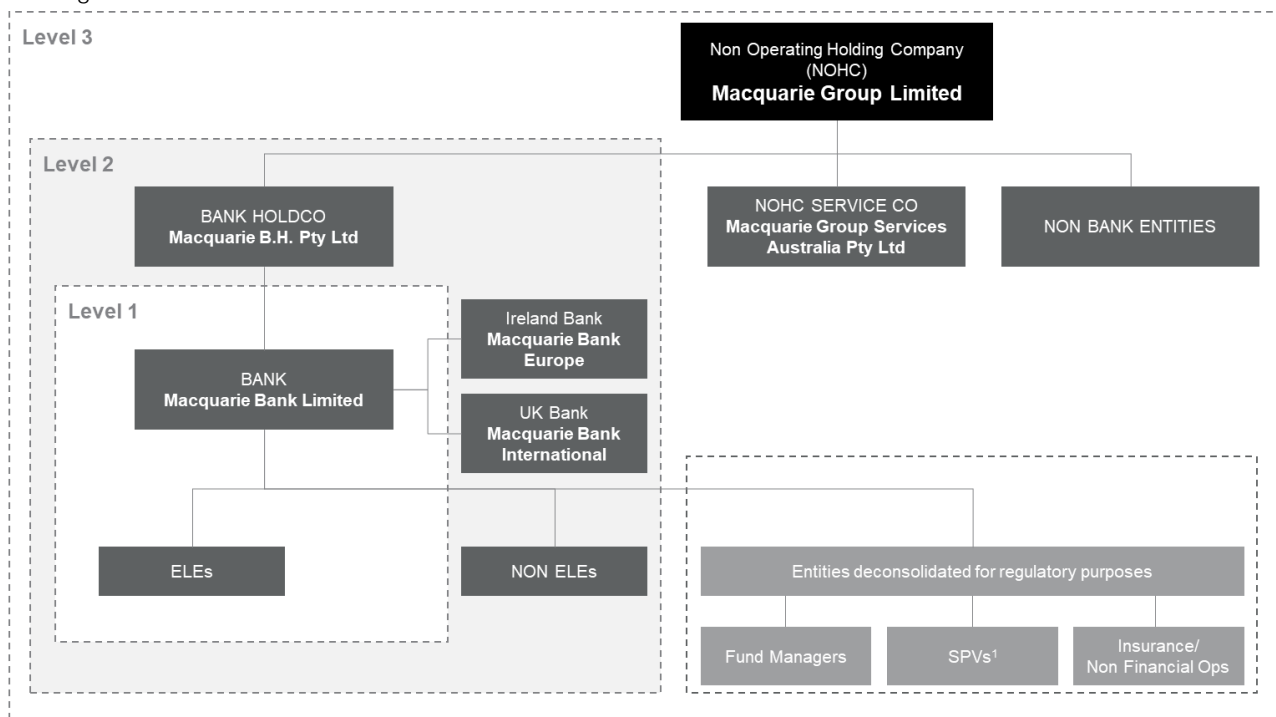 Level 3
Non Operating Holding Company
(NOHC)
Macquarie Group Limited
Level 2
BANK HOLDCO
Macquarie B.H. Pty Ltd
NOHC SERVICE CO
Macquarie Group Services
Australia Pty Ltd
NON BANK ENTITIES
Level 1
Ireland Bank
Macquarie Bank
Europe
BANK
Macquarie Bank Limited
UK Bank
Macquarie Bank
International
ELEs
NON ELEs
Entities deconsolidated for regulatory purposes
Fund Managers
SPVs¹
Insurance/
Non Financial Ops